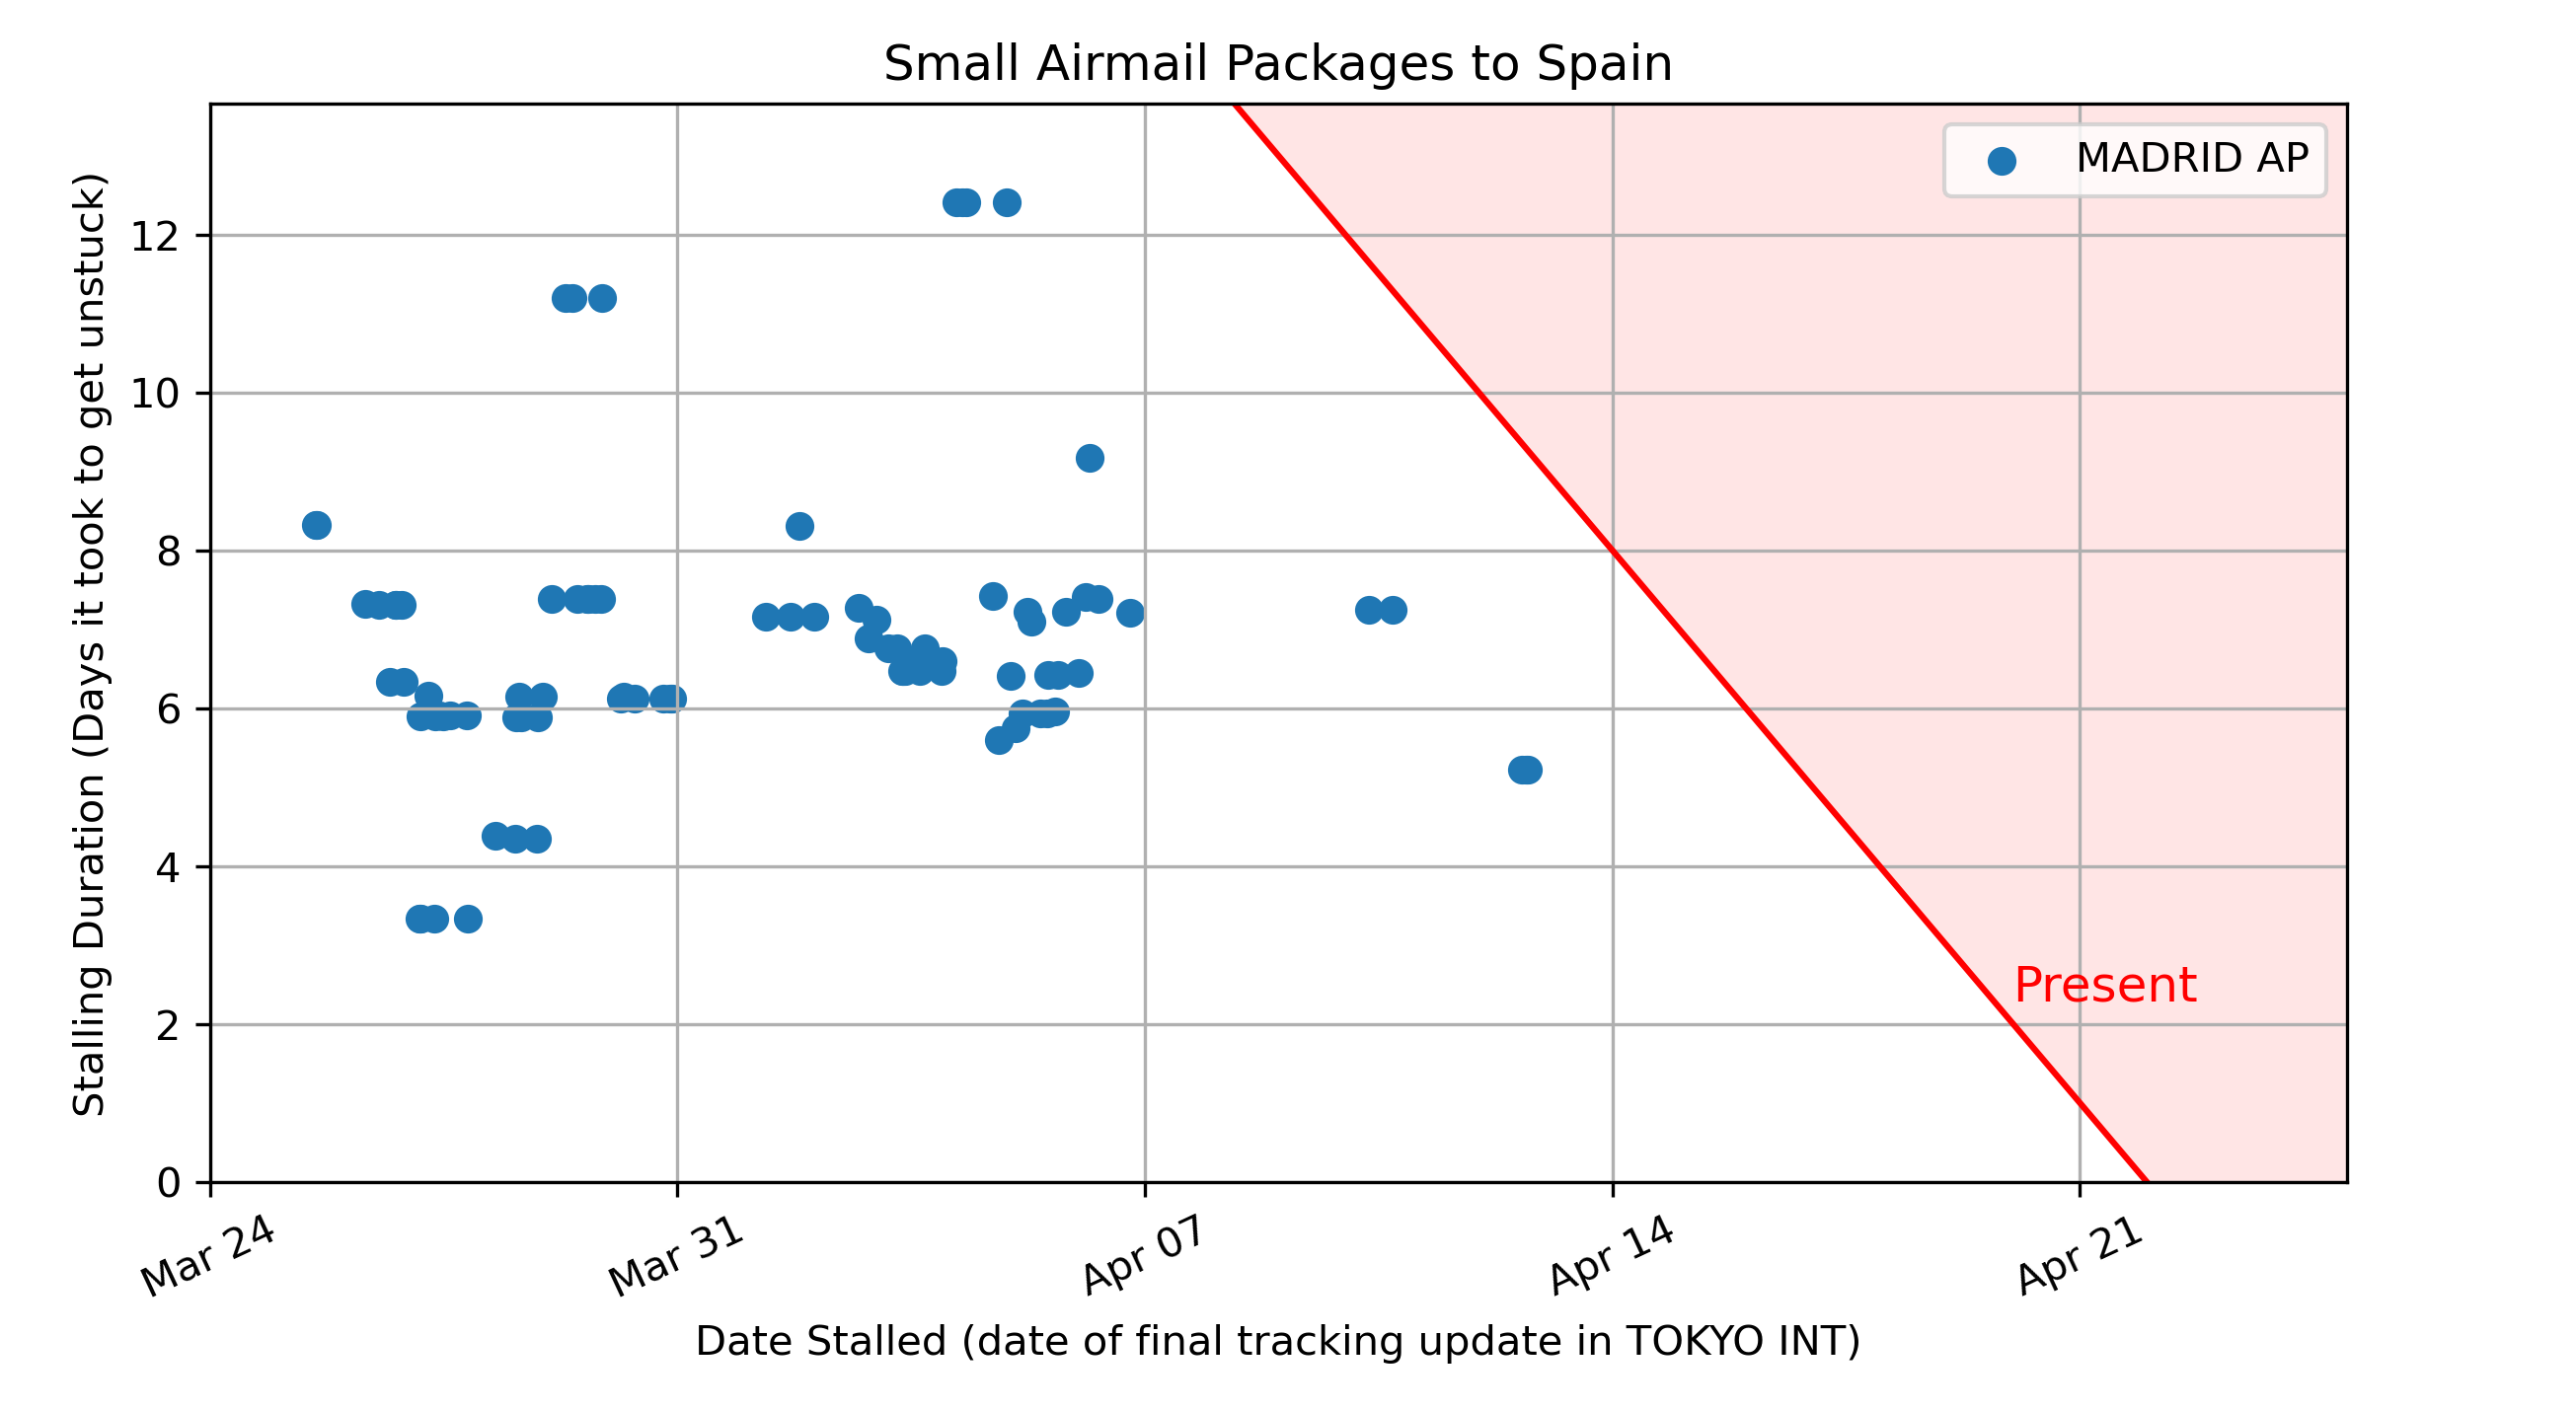 Small Airmail Packages to Spain
MADRID AP
Stalling Duration (Days it took to get unstuck)
12
10
8
6
4
2
0
Present
Mar 24
Mar 31
Apr 07
Apr 14
Apr 21
Date Stalled (date of final tracking update in TOKYO INT)